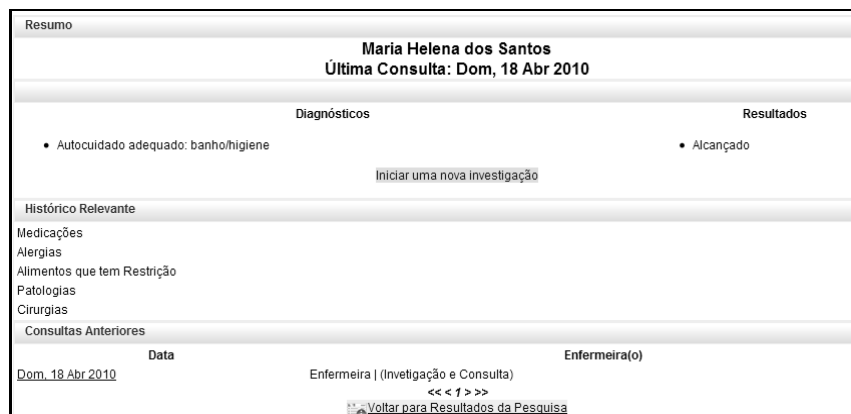 Resumo
Maria Helena dos Santos
Última Consulta: Dom, 18 Abr 2010
Diagnósticos Resultados
• Autocuidado adequado: banho/higiene • Alcançado
Iniciar uma nova investigação
Histórico Relevante
Medicações
Alergias
Alimentos que tem Restrição
Patologias
Cirurgias
Consultas Anteriores
Data Enfermeira(o)
Dom, 18 Abr 2010 Enfermeira | (Invetigação e Consulta)
<< < 1 > >>
Voltar para Resultados da Pesquisa